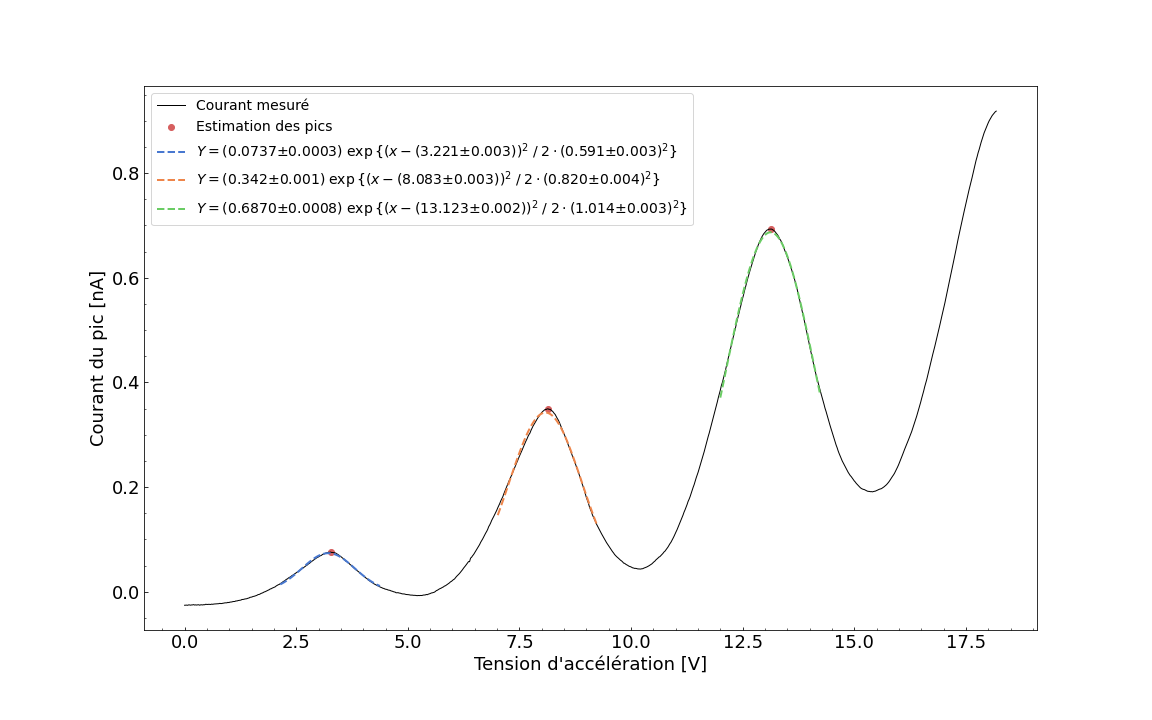 Courant mesuré
Estimation des pics
Y = (0.0737±0.0003) exp {(x − (3.221±0.003))² / 2 · (0.591±0.003)²}
Y = (0.342±0.001) exp {(x − (8.083±0.003))² / 2 · (0.820±0.004)²}
Y = (0.6870±0.0008) exp {(x − (13.123±0.002))² / 2 · (1.014±0.003)²}
Courant du pic [nA]
0.8
0.6
0.4
0.2
0.0
0.0 2.5 5.0 7.5 10.0 12.5 15.0 17.5
Tension d'accélération [V]